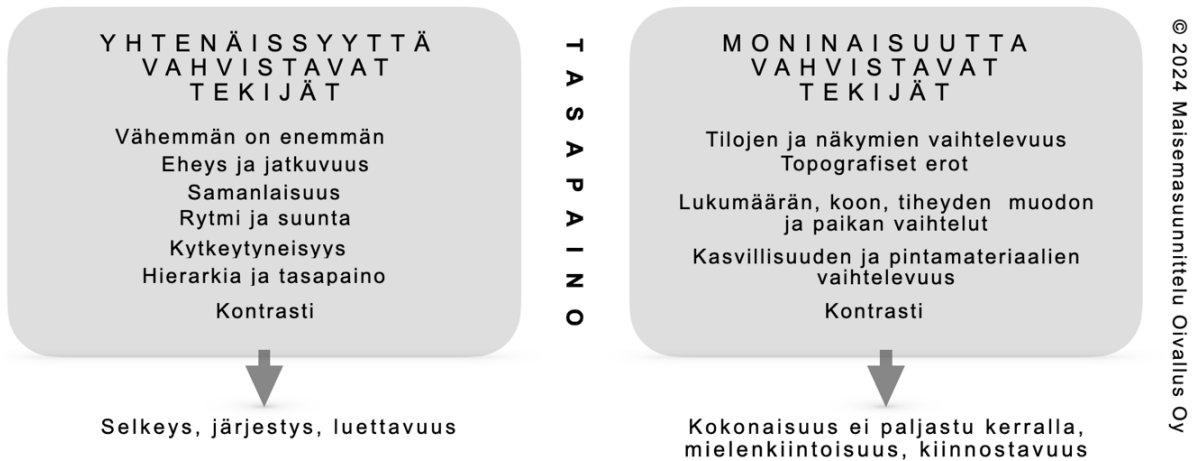 YHTENÄISSYYTTÄ
VAHVISTAVAT
TEKIJÄT
Vähemmän on enemmän
Eheys ja jatkuvuus
Samanlaisuus
Rytmi ja suunta
Kytkeytyneisyys
Hierarkia ja tasapaino
Kontrasti
Selkeys, järjestys, luettavuus
TASAPAINO
MONINAISUUTTA
VAHVISTAVAT
TEKIJÄT
Tilojen ja näkymien vaihtelevuus
Topografiset erot
Lukumäärän, koon, tiheyden muodon
ja paikan vaihtelut
Kasvillisuuden ja pintamateriaalien
vaihtelevuus
Kontrasti
Kokonaisuus ei paljastu kerralla,
mielenkiintoisuus, kiinnostavuus
© 2024 Maisemasuunnittelu Oivallus Oy